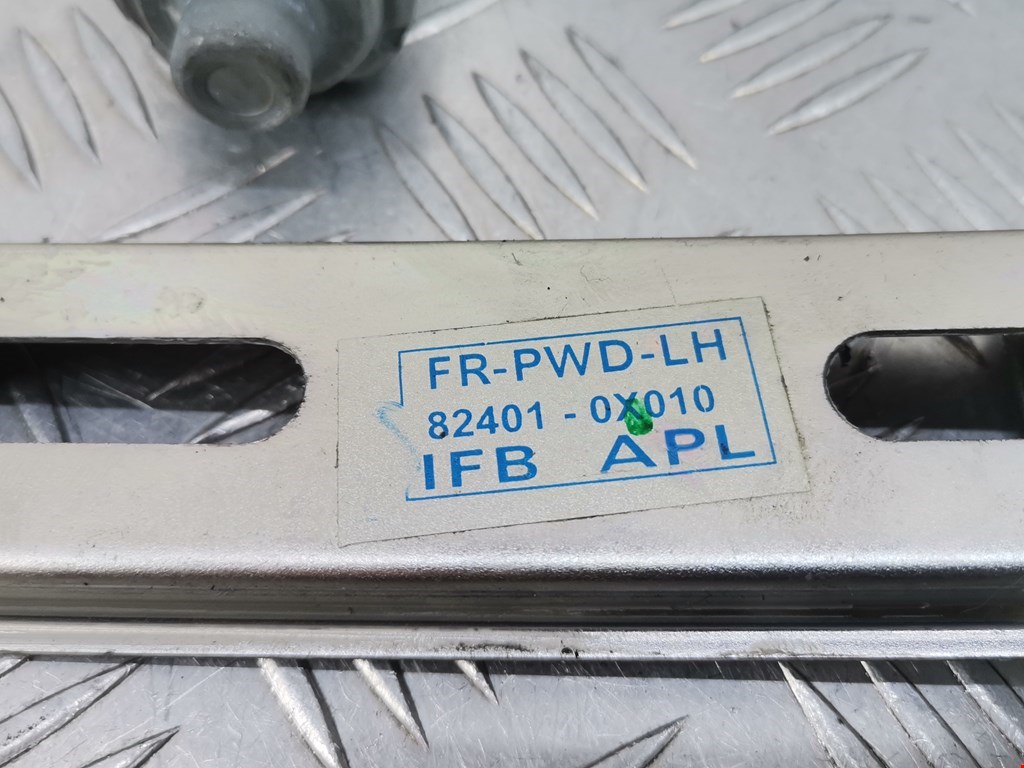 FR-PWD-LH
82401 - 0X010
IFB APL